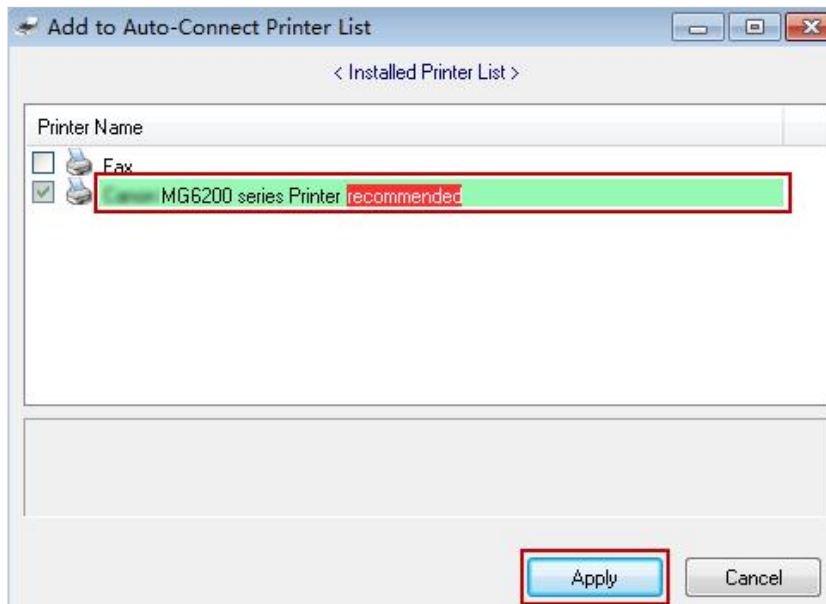 Add to Auto-Connect Printer List
< Installed Printer List >
Printer Name
Fax
MG6200 series Printer recommended
Apply
Cancel